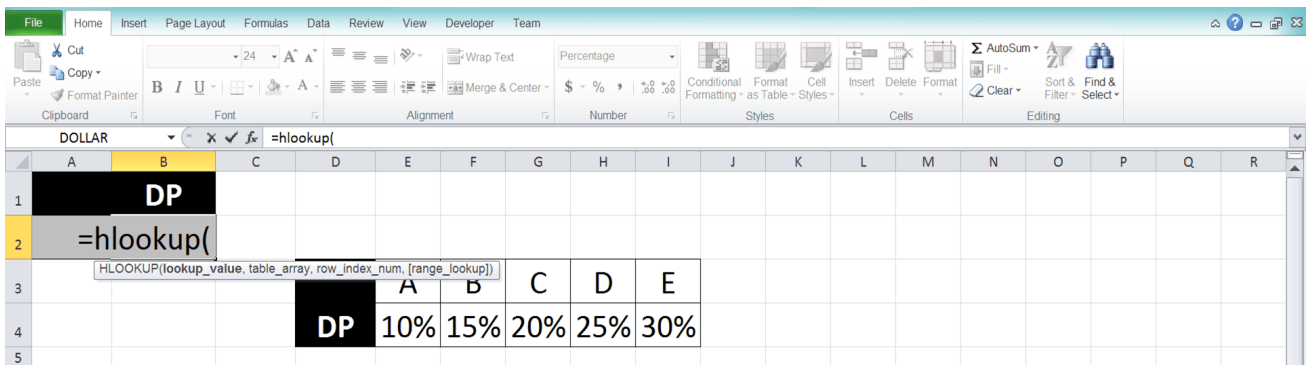 File Home Insert Page Layout Formulas Data Review View Developer Team
Cut
Copy
Format Painter
Paste
Clipboard
24 A A
B I U A
Font
Wrap Text
Merge & Center
Alignment
Percentage
$ % , .0 .00 .00 .0
Number
Conditional Formatting
Format as Table
Cell Styles
Styles
Insert Delete Format
Cells
Σ AutoSum
Fill
Clear
Sort & Filter
Find & Select
Editing
DOLLAR fx =hlookup(
A B C D E F G H I J K L M N O P Q R
1 DP
2 =hlookup(
HLOOKUP(lookup_value, table_array, row_index_num, [range_lookup])
3 A B C D E
4 DP 10% 15% 20% 25% 30%
5